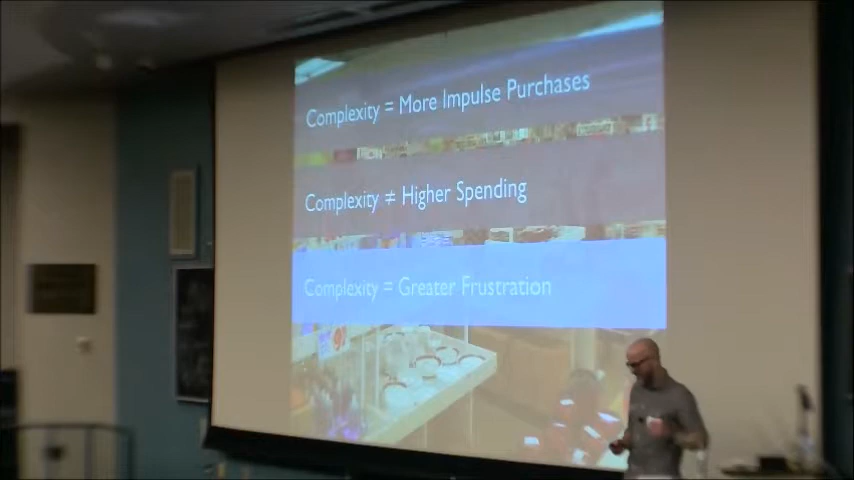 Complexity = More Impulse Purchases
Complexity ≠ Higher Spending
Complexity = Greater Frustration